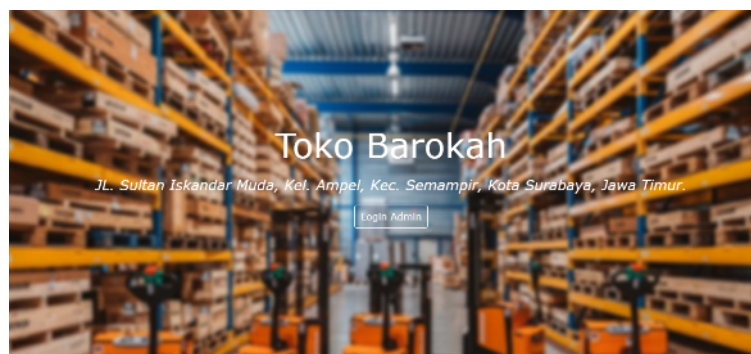 Toko Barokah
JL. Sultan Iskandar Muda, Kel. Ampel, Kec. Semampir, Kota Surabaya, Jawa Timur.
Login Admin